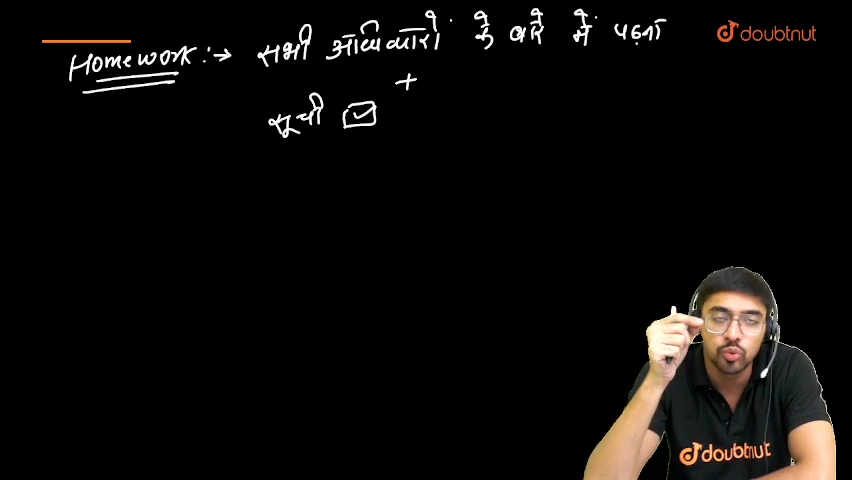 Homework :→ सभी अधिकारों के बारे में पढ़ना
+
सूची
doubtnut
doubtnut